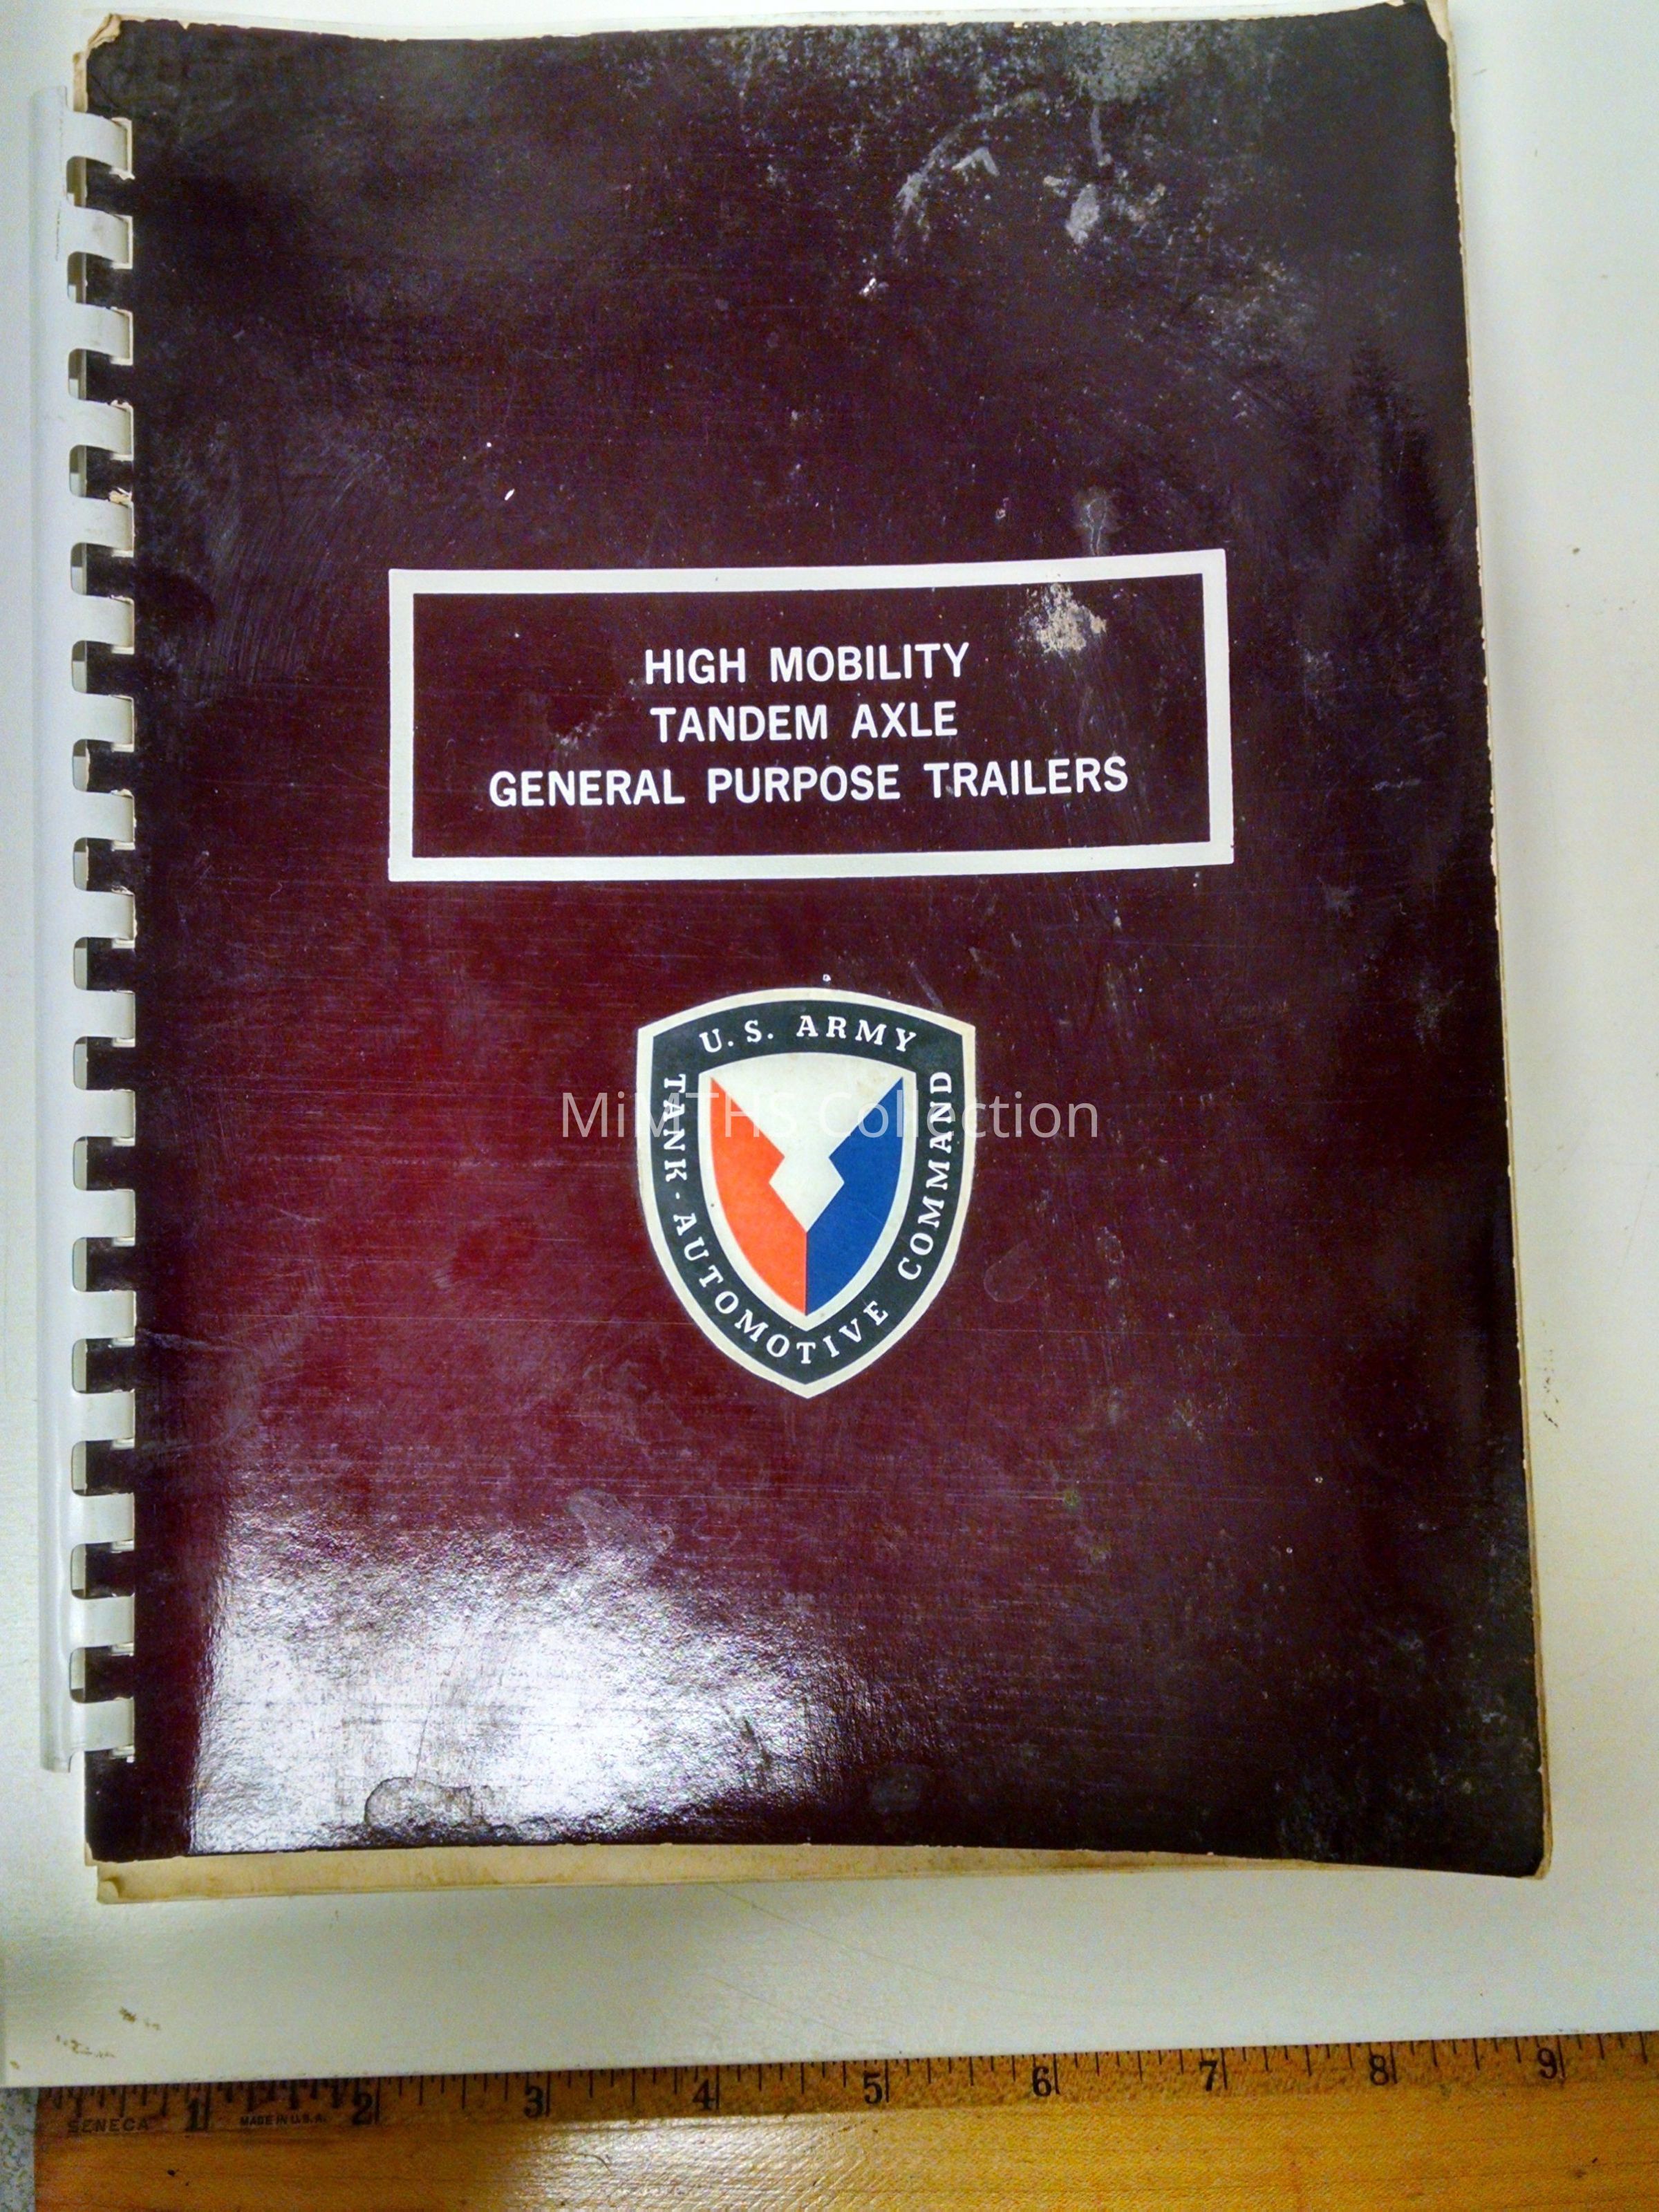 HIGH MOBILITY
TANDEM AXLE
GENERAL PURPOSE TRAILERS
U.S. ARMY
TANK-AUTOMOTIVE COMMAND
MiMTHS Collection
1 2 3 4 5 6 7 8 9
SENECA MADE IN U.S.A.